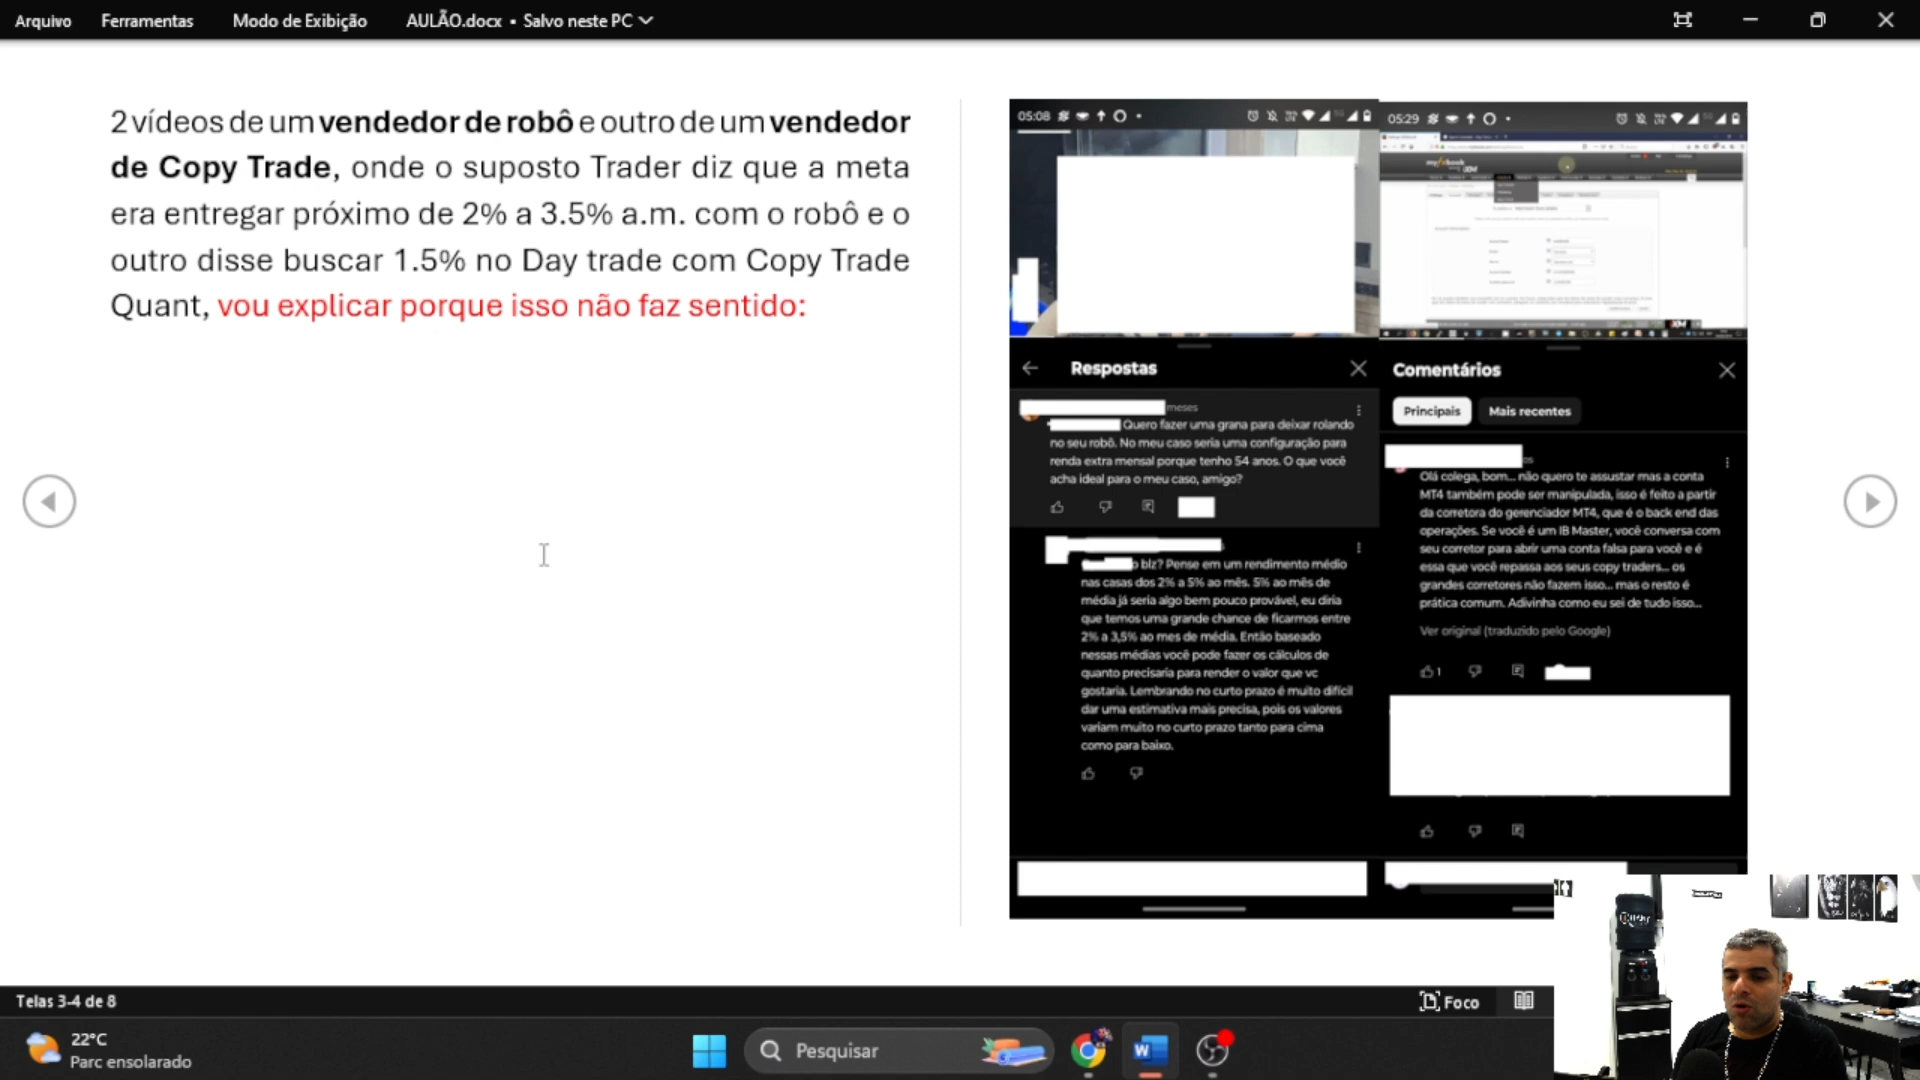 Arquivo Ferramentas Modo de Exibição AULÃO.docx • Salvo neste PC
2 vídeos de um vendedor de robô e outro de um vendedor
de Copy Trade, onde o suposto Trader diz que a meta
era entregar próximo de 2% a 3.5% a.m. com o robô e o
outro disse buscar 1.5% no Day trade com Copy Trade
Quant, vou explicar porque isso não faz sentido:
05:08
Respostas
meses
Quero fazer uma grana para deixar rolando
no seu robô. No meu caso seria uma configuração para
renda extra mensal porque tenho 54 anos. O que você
acha ideal para o meu caso, amigo?
o blz? Pense em um rendimento médio
nas casas dos 2% a 5% ao mês. 5% ao mês de
média já seria algo bem pouco provável, eu diria
que temos uma grande chance de ficarmos entre
2% a 3,5% ao mes de média. Então baseado
nessas médias você pode fazer os cálculos de
quanto precisaria para render o valor que vc
gostaria. Lembrando no curto prazo é muito difícil
dar uma estimativa mais precisa, pois os valores
variam muito no curto prazo tanto para cima
como para baixo.
05:29
Comentários
Principais Mais recentes
os
Olá colega, bom... não quero te assustar mas a conta
MT4 também pode ser manipulada, isso é feito a partir
da corretora do gerenciador MT4, que é o back end das
operações. Se você é um IB Master, você conversa com
seu corretor para abrir uma conta falsa para você e é
essa que você repassa aos seus copy traders... os
grandes corretores não fazem isso... mas o resto é
prática comum. Adivinha como eu sei de tudo isso...
Ver original (traduzido pelo Google)
1
Telas 3-4 de 8
Foco
22°C
Parc ensolarado
Pesquisar